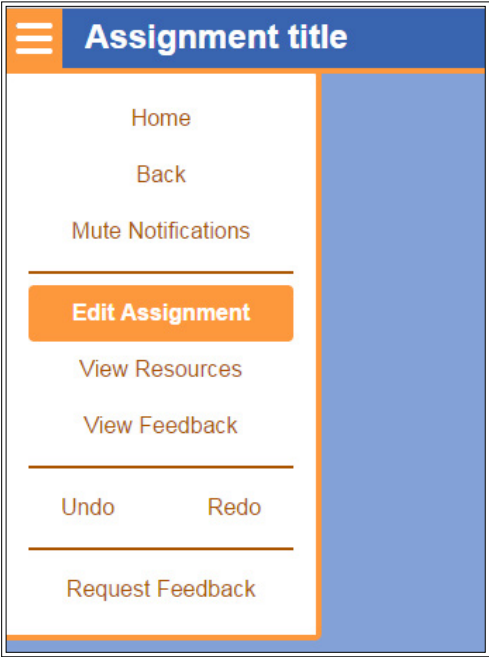 Assignment title
Home
Back
Mute Notifications
Edit Assignment
View Resources
View Feedback
Undo Redo
Request Feedback